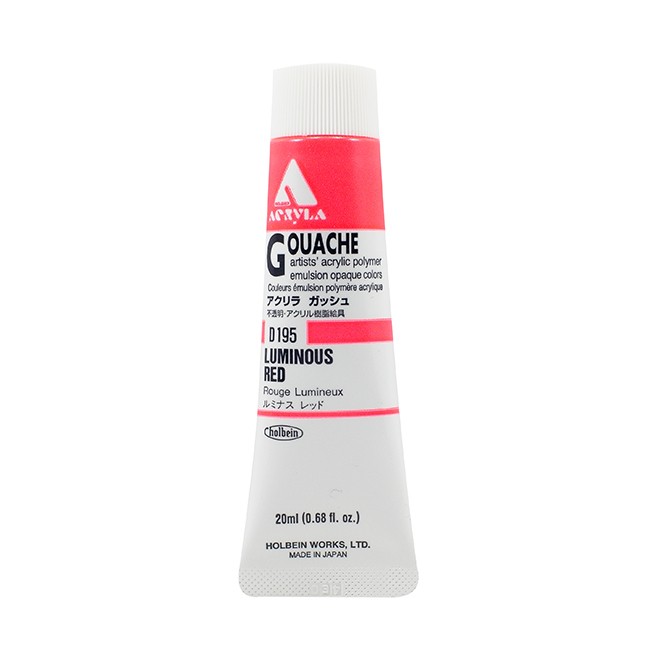 HOLBEIN
ACRYLA
GOUACHE
artists' acrylic polymer
emulsion opaque colors
Couleurs émulsion polymère acrylique
アクリラ ガッシュ
不透明・アクリル樹脂絵具
D195
LUMINOUS
RED
Rouge Lumineux
ルミナス レッド
holbein
20ml (0.68 fl. oz.)
HOLBEIN WORKS, LTD.
MADE IN JAPAN